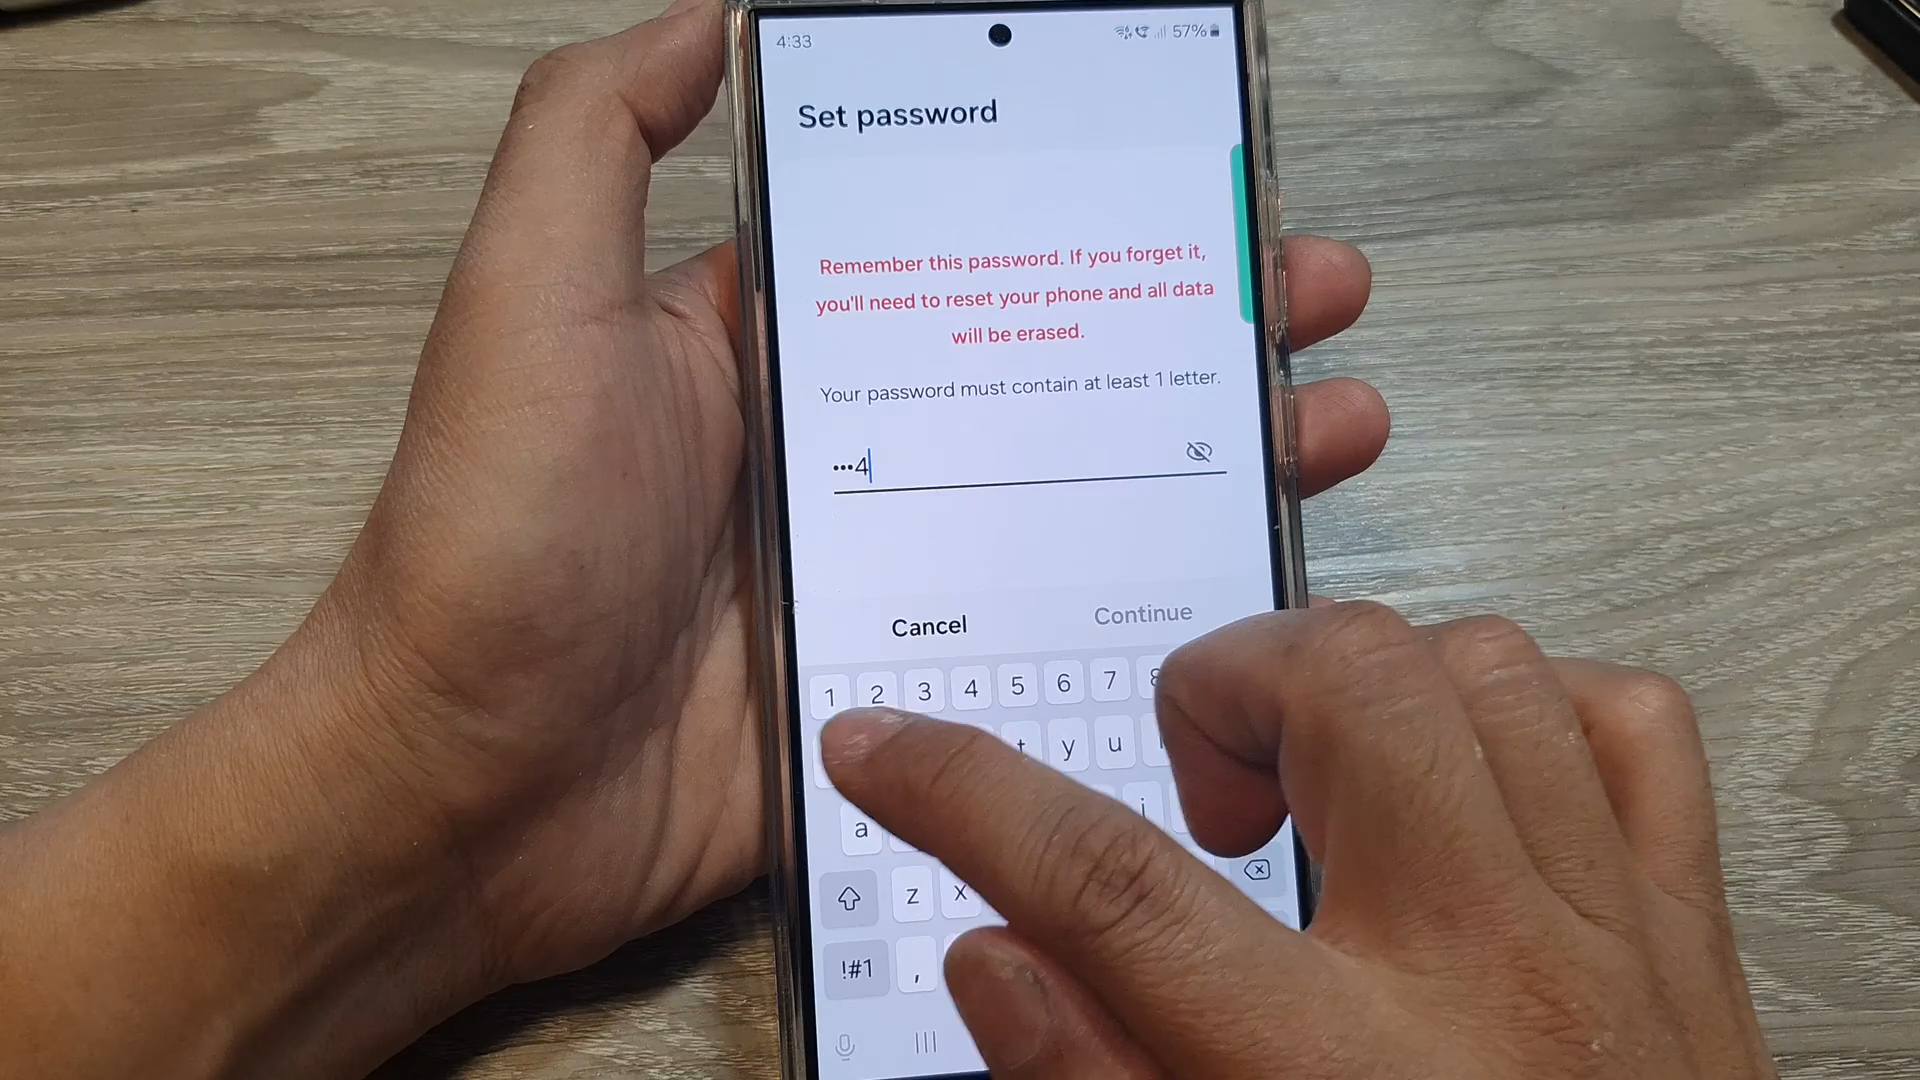 4:33
57%
Set password
Remember this password. If you forget it,
you'll need to reset your phone and all data
will be erased.
Your password must contain at least 1 letter.
•••4
Cancel
Continue
1 2 3 4 5 6 7 8
t y u
a j
z x
!#1 ,